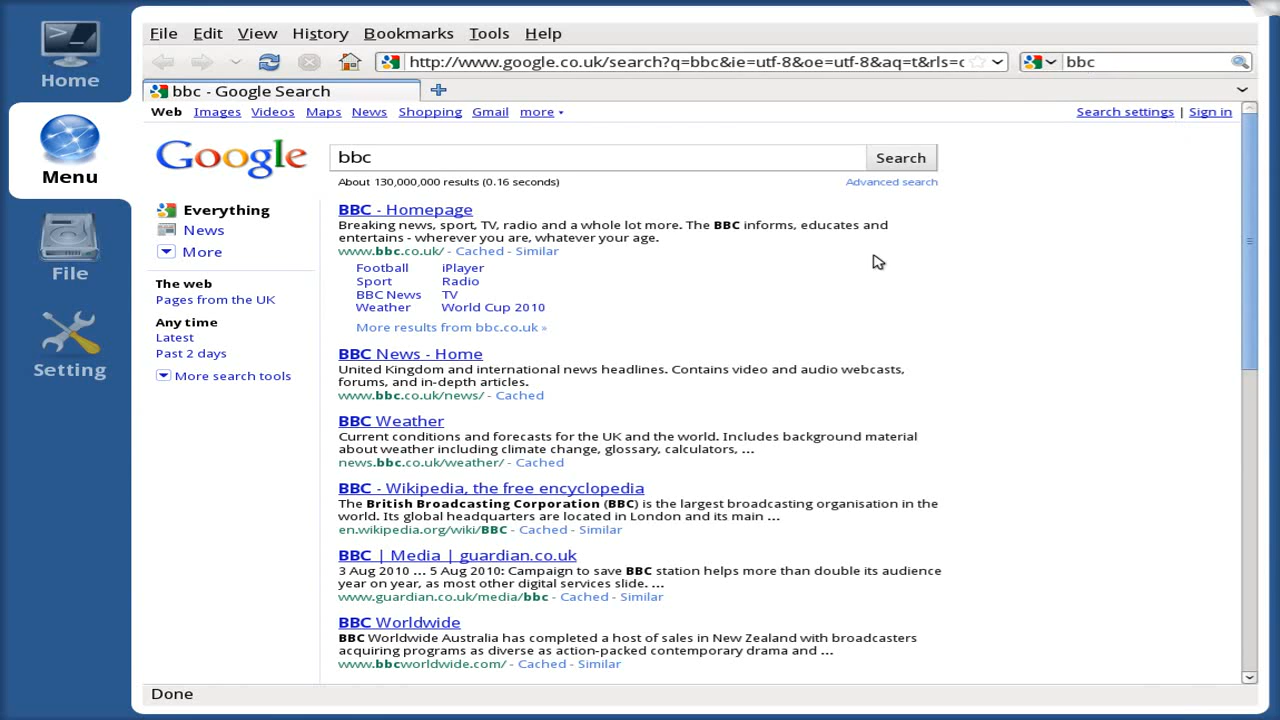 Home
Menu
File
Setting
File Edit View History Bookmarks Tools Help
http://www.google.co.uk/search?q=bbc&ie=utf-8&oe=utf-8&aq=t&rls=c
bbc
bbc - Google Search
Web Images Videos Maps News Shopping Gmail more
Search settings | Sign in
Google
bbc
Search
About 130,000,000 results (0.16 seconds)
Advanced search
Everything
News
More
The web
Pages from the UK
Any time
Latest
Past 2 days
More search tools
BBC - Homepage
Breaking news, sport, TV, radio and a whole lot more. The BBC informs, educates and
entertains - wherever you are, whatever your age.
www.bbc.co.uk/ - Cached - Similar
Football iPlayer
Sport Radio
BBC News TV
Weather World Cup 2010
More results from bbc.co.uk »
BBC News - Home
United Kingdom and international news headlines. Contains video and audio webcasts,
forums, and in-depth articles.
www.bbc.co.uk/news/ - Cached
BBC Weather
Current conditions and forecasts for the UK and the world. Includes background material
about weather including climate change, glossary, calculators, ...
news.bbc.co.uk/weather/ - Cached
BBC - Wikipedia, the free encyclopedia
The British Broadcasting Corporation (BBC) is the largest broadcasting organisation in the
world. Its global headquarters are located in London and its main ...
en.wikipedia.org/wiki/BBC - Cached - Similar
BBC | Media | guardian.co.uk
3 Aug 2010 ... 5 Aug 2010: Campaign to save BBC station helps more than double its audience
year on year, as most other digital services slide. ...
www.guardian.co.uk/media/bbc - Cached - Similar
BBC Worldwide
BBC Worldwide Australia has completed a host of sales in New Zealand with broadcasters
acquiring programs as diverse as action-packed contemporary drama and ...
www.bbcworldwide.com/ - Cached - Similar
Done